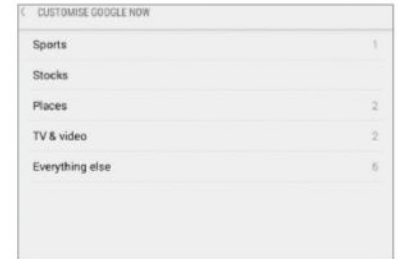 CUSTOMISE GOOGLE NOW
Sports 1
Stocks
Places 2
TV & video 2
Everything else 6